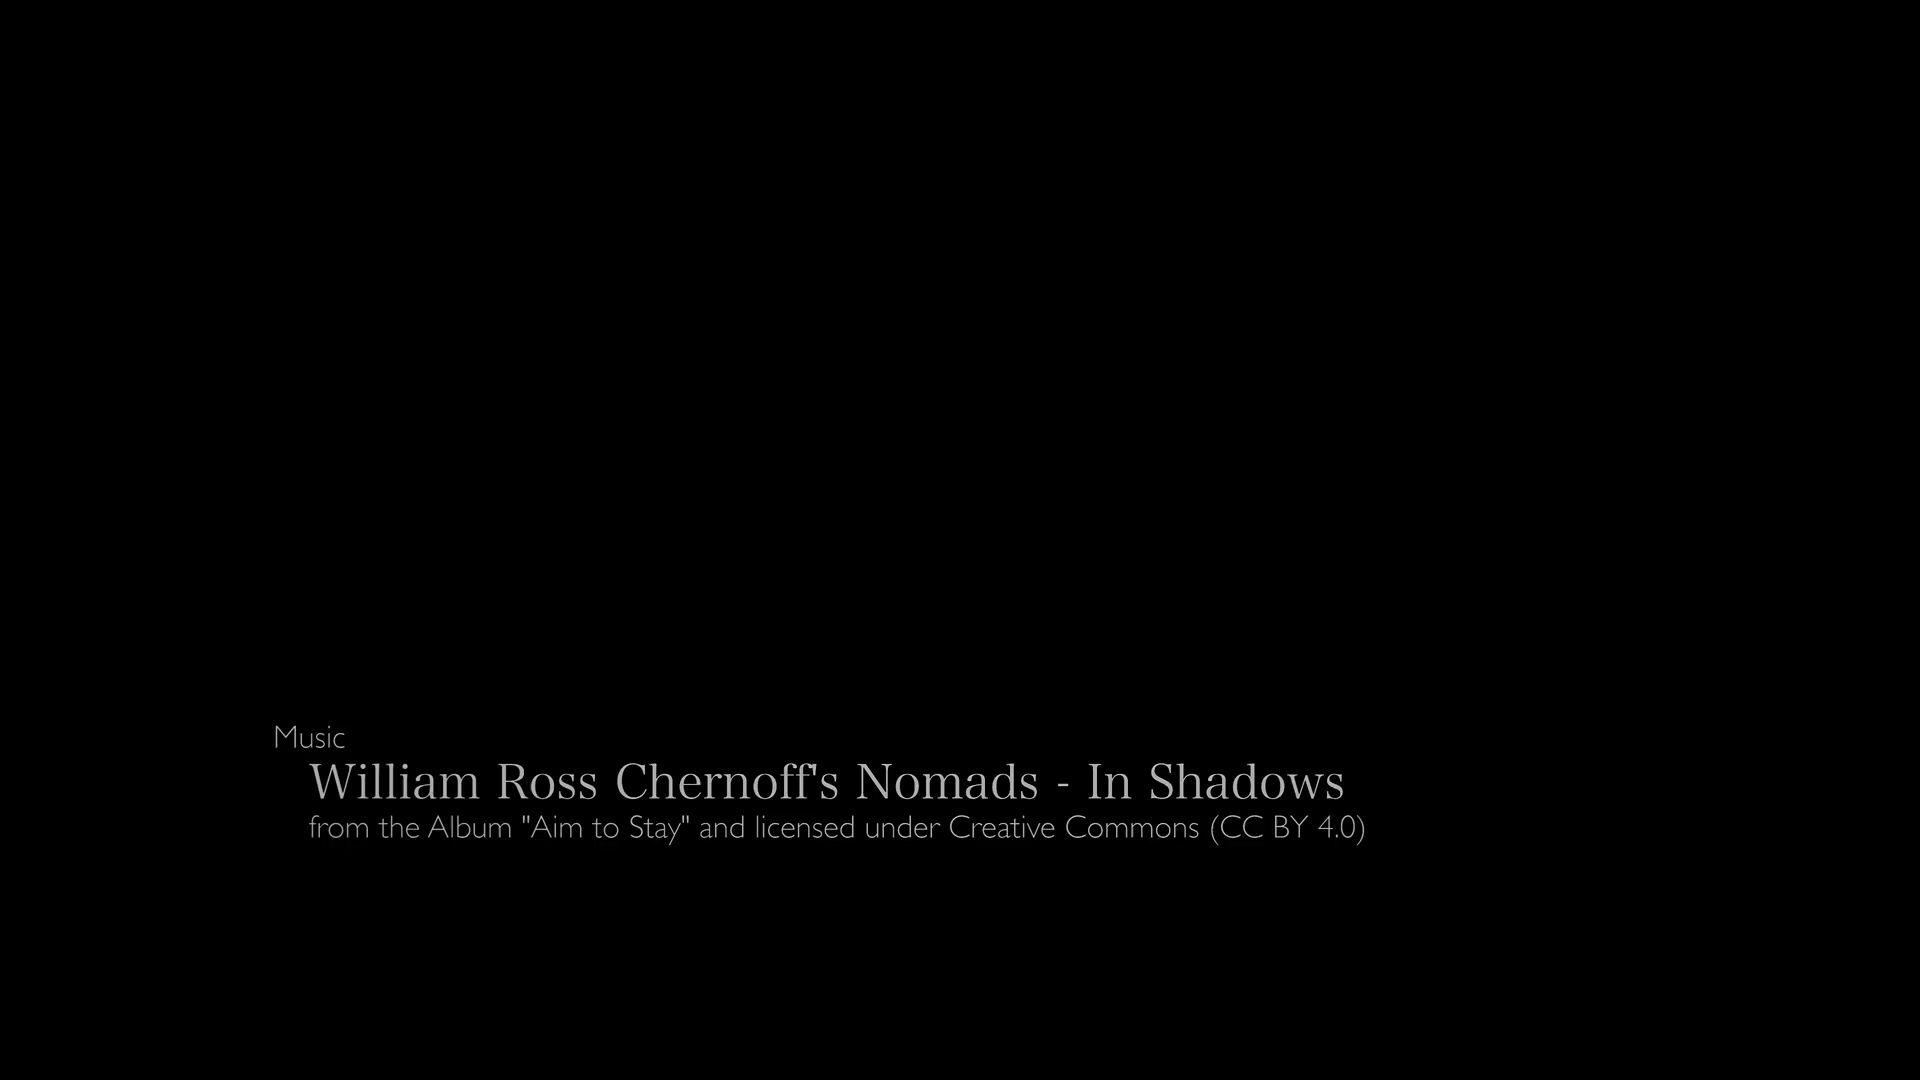 Music
William Ross Chernoff's Nomads - In Shadows
from the Album "Aim to Stay" and licensed under Creative Commons (CC BY 4.0)